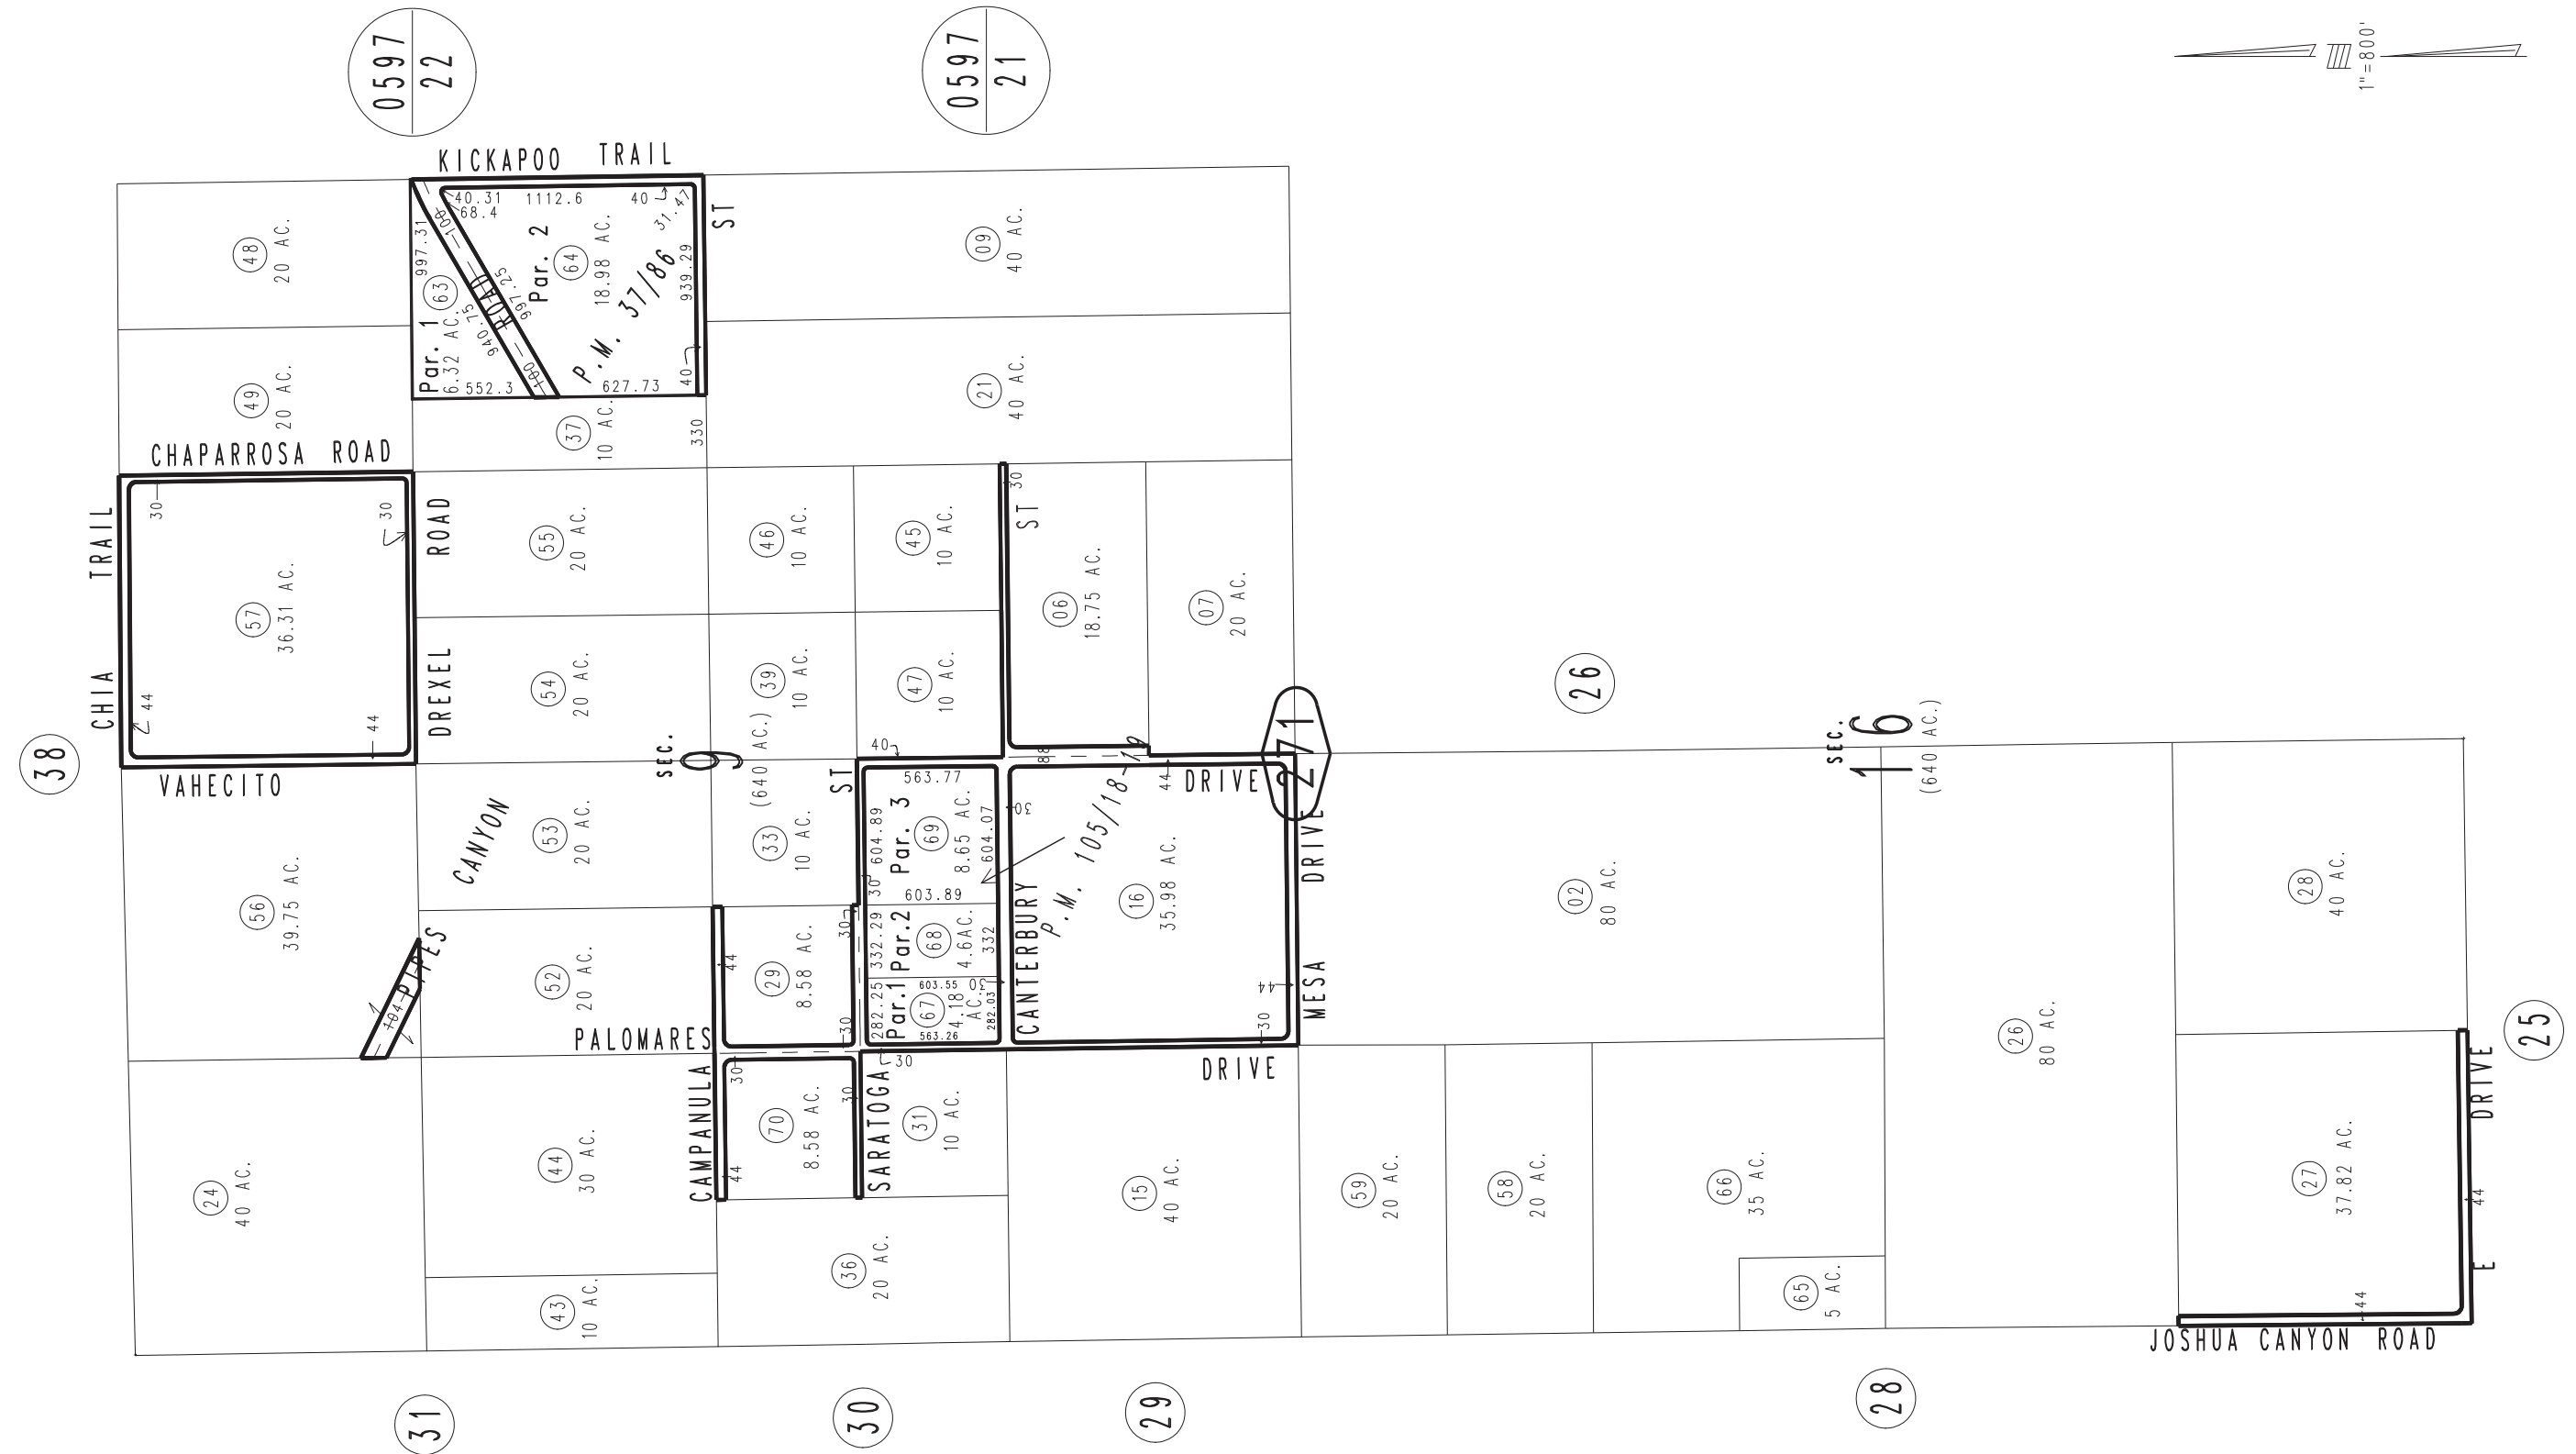 0597
22
0597
21
1"=800'
KICKAPOO TRAIL
48
20 AC.
49
20 AC.
997.31
Par. 1
63
6.32 AC.
552.3
940.75
100
ROAD
100
997.25
40.31
68.4
1112.6
40
31.47
Par. 2
64
18.98 AC.
P.M. 37/86
939.29
627.73
40
ST
09
40 AC.
21
40 AC.
37
10 AC.
330
CHAPARROSA ROAD
CHIA TRAIL
30
30
57
36.31 AC.
44
44
DREXEL ROAD
VAHECITO
38
55
20 AC.
54
20 AC.
46
10 AC.
39
10 AC.
45
10 AC.
47
10 AC.
ST
30
06
18.75 AC.
07
20 AC.
SEC.
9
(640 AC.)
40
88
271
26
SEC.
16
(640 AC.)
56
39.75 AC.
CANYON
PIPES
104
53
20 AC.
52
20 AC.
33
10 AC.
ST
563.77
604.89
30
Par. 3
69
8.65 AC.
604.07
603.89
332.29
Par.2
68
4.6AC.
332
282.25
Par.1
67
4.18
AC.
603.55
563.26
282.03
30
30
P.M. 105/18-19
44
DRIVE
16
35.98 AC.
44
30
CANTERBURY
MESA DRIVE
DRIVE
44
29
8.58 AC.
30
30
PALOMARES
CAMPANULA
30
30
70
8.58 AC.
44
SARATOGA
30
31
10 AC.
24
40 AC.
44
30 AC.
43
10 AC.
36
20 AC.
15
40 AC.
59
20 AC.
58
20 AC.
66
35 AC.
65
5 AC.
02
80 AC.
26
80 AC.
28
40 AC.
27
37.82 AC.
44
44
DRIVE
E
JOSHUA CANYON ROAD
25
31
30
29
28